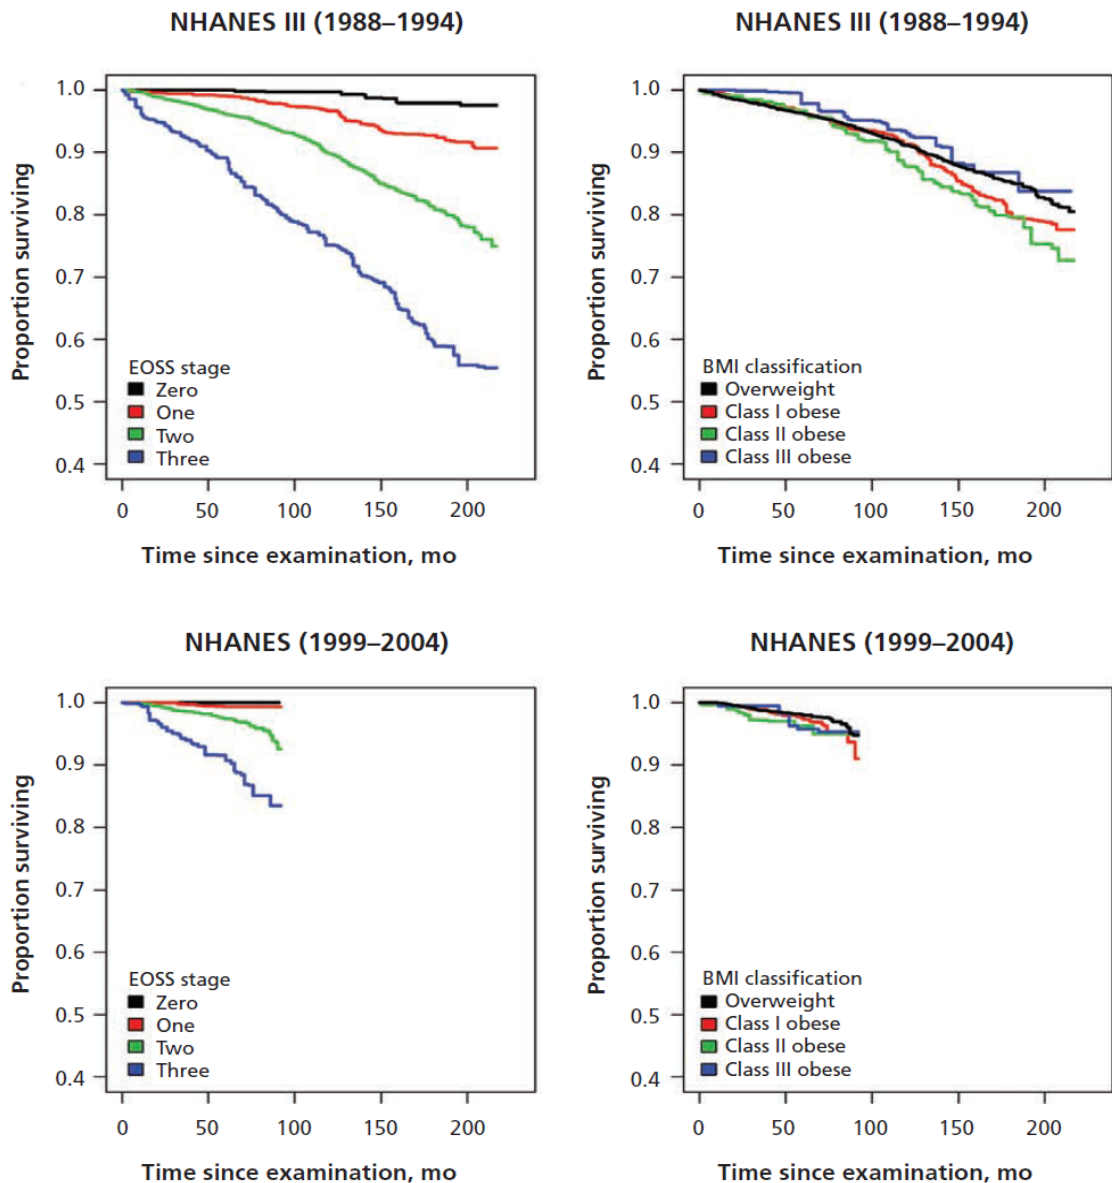 NHANES III (1988–1994)
1.0
0.9
0.8
0.7
0.6
0.5
0.4
Proportion surviving
EOSS stage
Zero
One
Two
Three
0 50 100 150 200
Time since examination, mo
NHANES III (1988–1994)
1.0
0.9
0.8
0.7
0.6
0.5
0.4
Proportion surviving
BMI classification
Overweight
Class I obese
Class II obese
Class III obese
0 50 100 150 200
Time since examination, mo
NHANES (1999–2004)
1.0
0.9
0.8
0.7
0.6
0.5
0.4
Proportion surviving
EOSS stage
Zero
One
Two
Three
0 50 100 150 200
Time since examination, mo
NHANES (1999–2004)
1.0
0.9
0.8
0.7
0.6
0.5
0.4
Proportion surviving
BMI classification
Overweight
Class I obese
Class II obese
Class III obese
0 50 100 150 200
Time since examination, mo